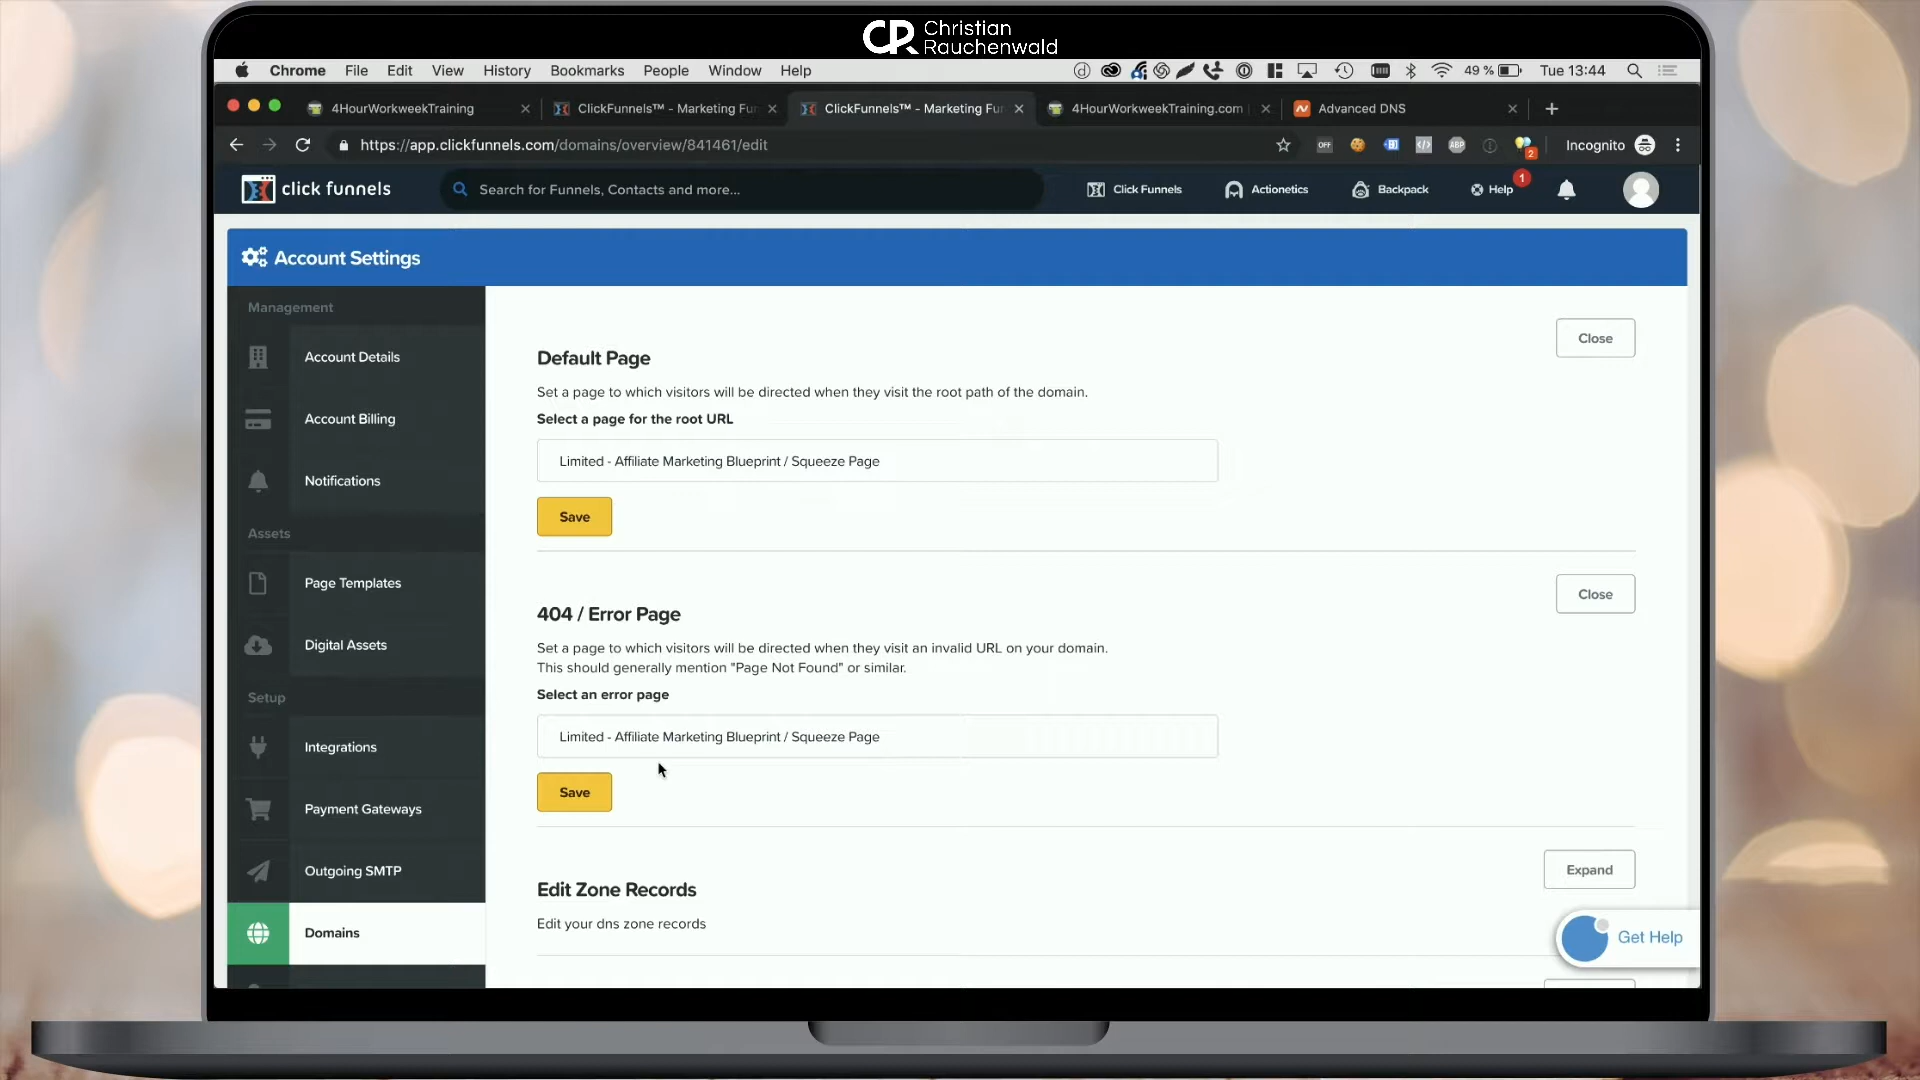 CR Christian
Rauchenwald
Chrome File Edit View History Bookmarks People Window Help
49 % Tue 13:44
4HourWorkweekTraining
ClickFunnels™ - Marketing Fun
ClickFunnels™ - Marketing Fun
4HourWorkweekTraining.com |
Advanced DNS
https://app.clickfunnels.com/domains/overview/841461/edit
OFF
ABP
2
Incognito
click funnels
Search for Funnels, Contacts and more...
Click Funnels
Actionetics
Backpack
Help
1
Account Settings
Management
Account Details
Account Billing
Notifications
Assets
Page Templates
Digital Assets
Setup
Integrations
Payment Gateways
Outgoing SMTP
Domains
Close
Default Page
Set a page to which visitors will be directed when they visit the root path of the domain.
Select a page for the root URL
Limited - Affiliate Marketing Blueprint / Squeeze Page
Save
Close
404 / Error Page
Set a page to which visitors will be directed when they visit an invalid URL on your domain.
This should generally mention "Page Not Found" or similar.
Select an error page
Limited - Affiliate Marketing Blueprint / Squeeze Page
Save
Expand
Edit Zone Records
Edit your dns zone records
Get Help